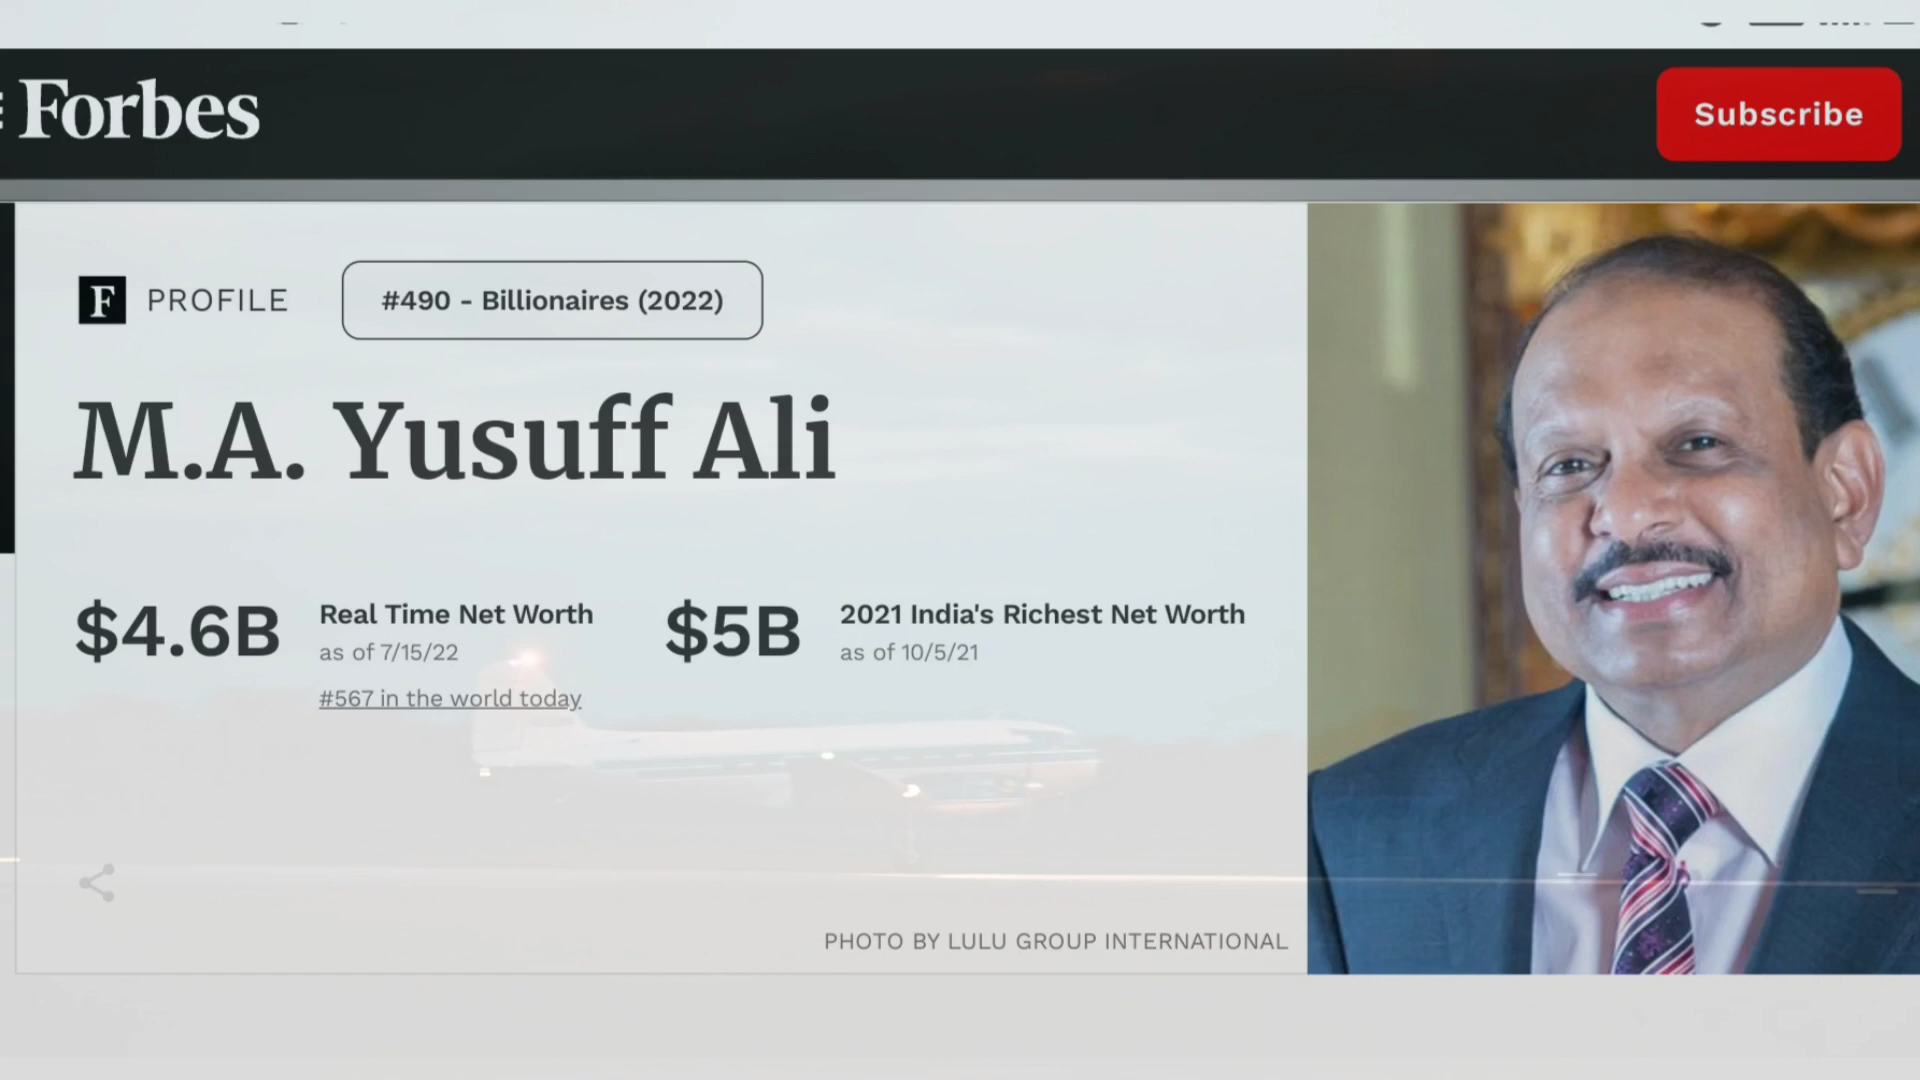 Forbes
Subscribe
F PROFILE
#490 - Billionaires (2022)
M.A. Yusuff Ali
$4.6B
Real Time Net Worth
as of 7/15/22
#567 in the world today
$5B
2021 India's Richest Net Worth
as of 10/5/21
PHOTO BY LULU GROUP INTERNATIONAL